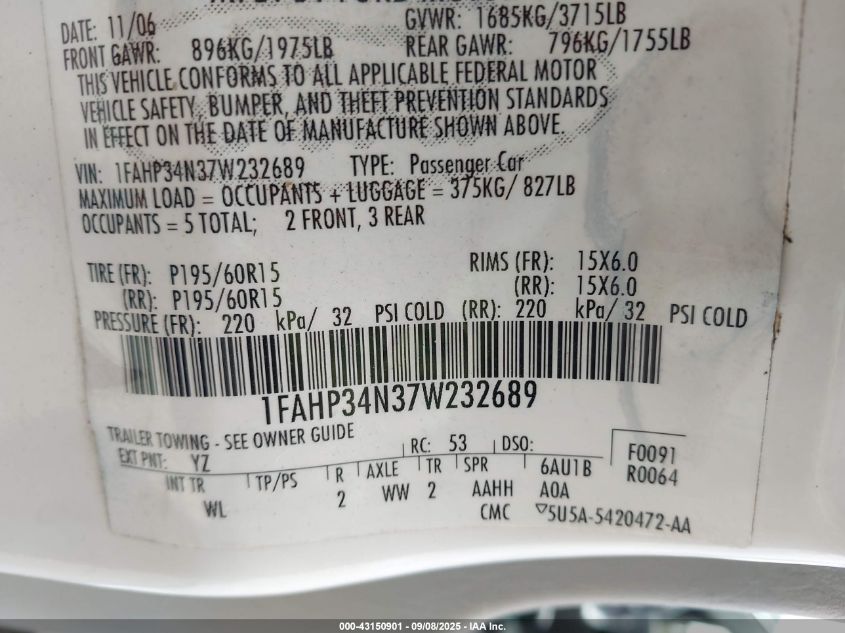 DATE: 11/06 GVWR: 1685KG/3715LB
FRONT GAWR: 896KG/1975LB REAR GAWR: 796KG/1755LB
THIS VEHICLE CONFORMS TO ALL APPLICABLE FEDERAL MOTOR
VEHICLE SAFETY, BUMPER, AND THEFT PREVENTION STANDARDS
IN EFFECT ON THE DATE OF MANUFACTURE SHOWN ABOVE.
VIN: 1FAHP34N37W232689 TYPE: Passenger Car
MAXIMUM LOAD = OCCUPANTS + LUGGAGE = 375KG/ 827LB
OCCUPANTS = 5 TOTAL; 2 FRONT, 3 REAR
TIRE (FR): P195/60R15 RIMS (FR): 15X6.0
(RR): P195/60R15 (RR): 15X6.0
PRESSURE (FR): 220 kPa/ 32 PSI COLD (RR): 220 kPa/ 32 PSI COLD
1FAHP34N37W232689
TRAILER TOWING - SEE OWNER GUIDE
EXT PNT: YZ RC: 53 DSO: F0091
INT TR TP/PS R AXLE TR SPR 6AU1B R0064
WL 2 WW 2 AAHH A0A
CMC 5U5A-5420472-AA
000-43150901 - 09/08/2025 - IAA Inc.